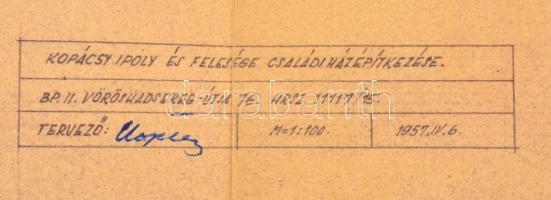 KOPÁCSY IPOLY ÉS FELESÉGE CSALÁDI HÁZÉPÍTKEZÉSE.
BP. II. VÖRÖSHADSEREG-ÚTJA 76. HRSZ. 11117/15.
TERVEZŐ: M=1:100. 1957.IV.6.
darabanth